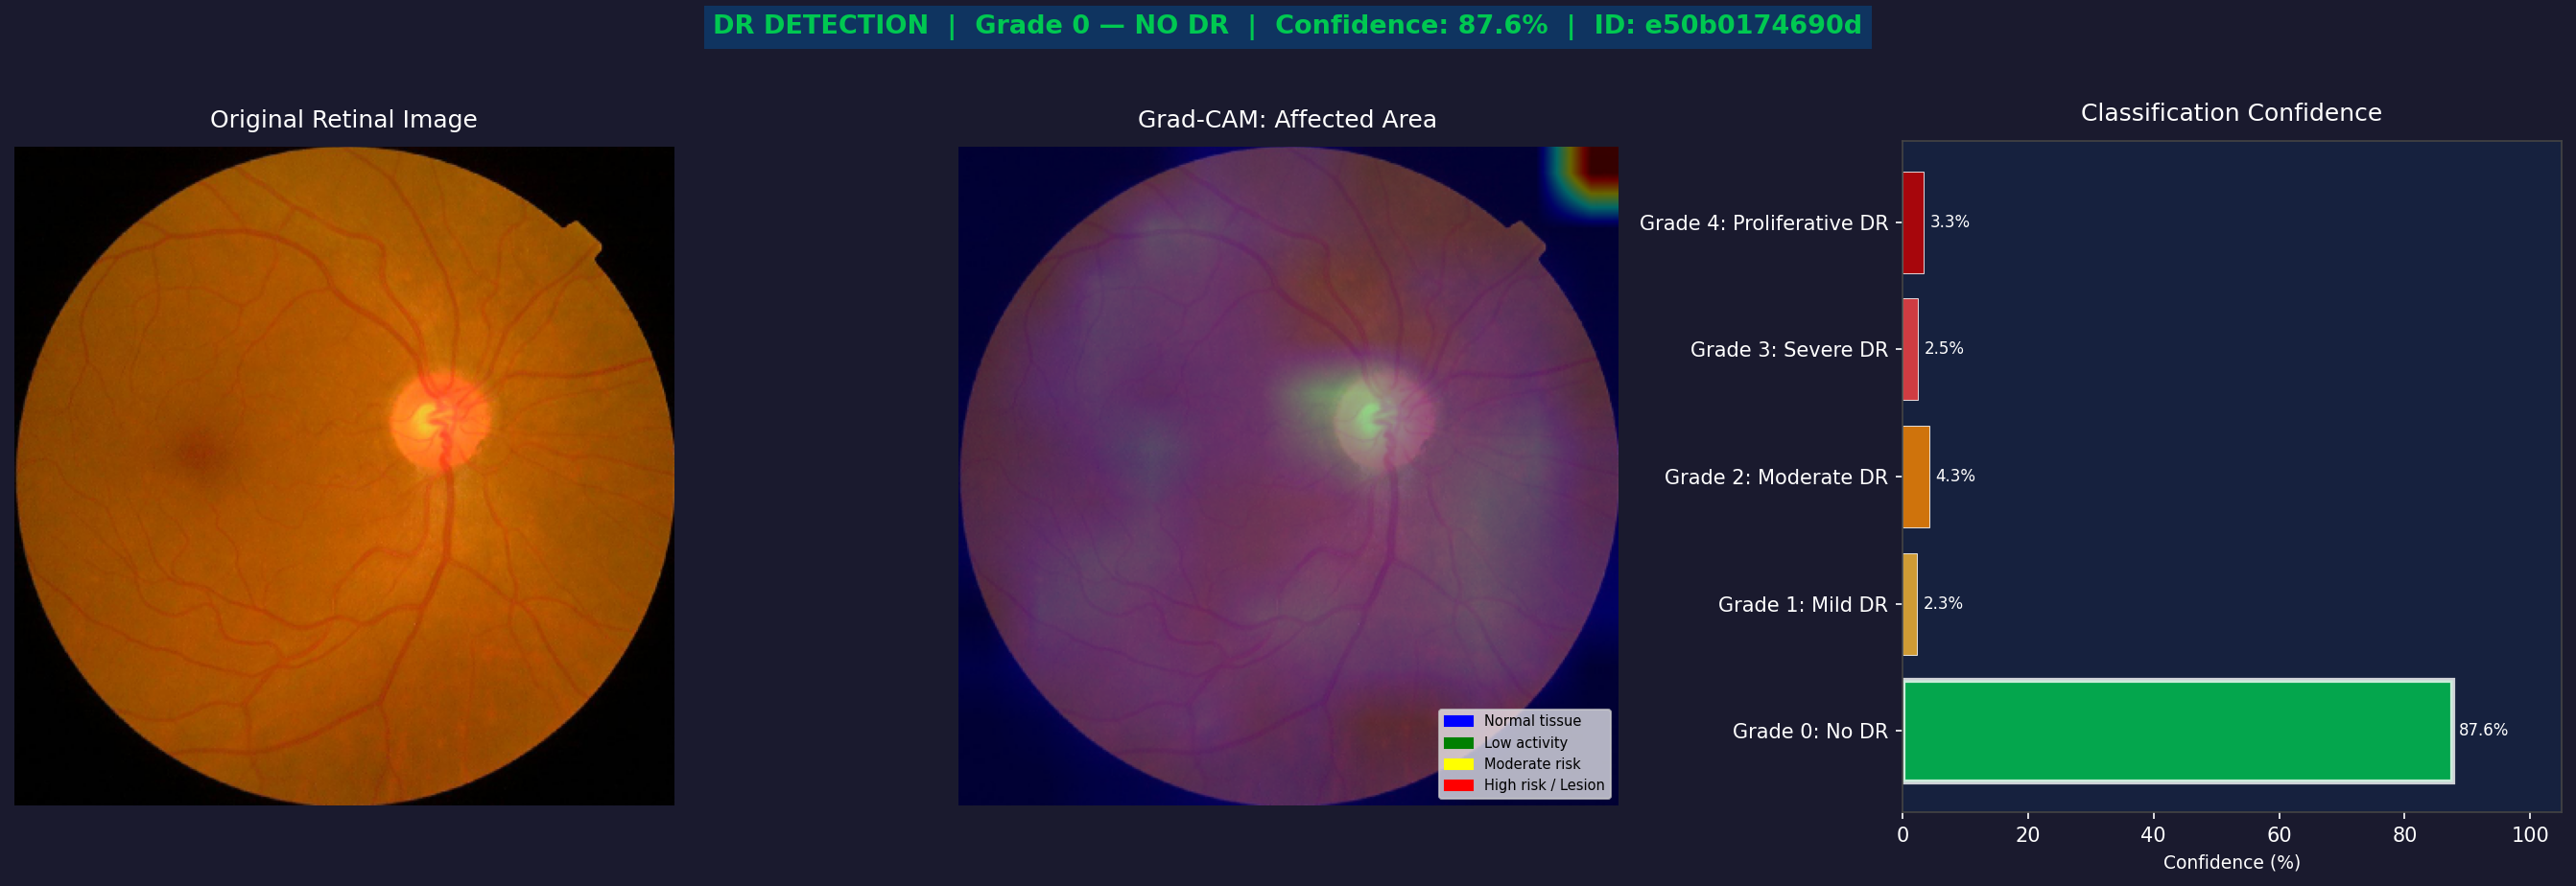 DR DETECTION | Grade 0 — NO DR | Confidence: 87.6% | ID: e50b0174690d
Original Retinal Image
Grad-CAM: Affected Area
Normal tissue
Low activity
Moderate risk
High risk / Lesion
Classification Confidence
Grade 4: Proliferative DR 3.3%
Grade 3: Severe DR 2.5%
Grade 2: Moderate DR 4.3%
Grade 1: Mild DR 2.3%
Grade 0: No DR 87.6%
0 20 40 60 80 100
Confidence (%)